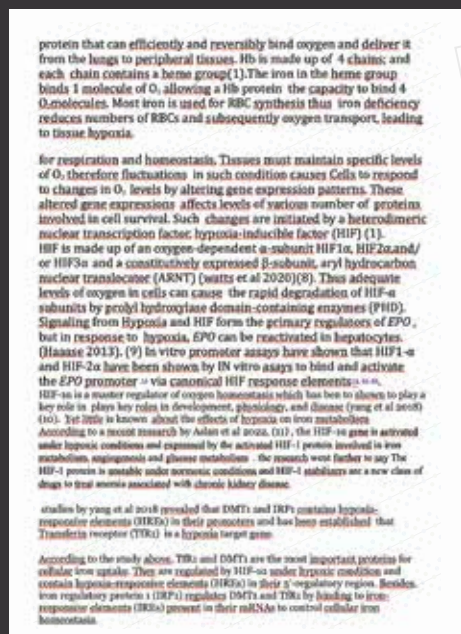 protein that can efficiently and reversibly bind oxygen and deliver it
from the lungs to peripheral tissues. Hb is made up of 4 chains; and
each chain contains a heme group(1).The iron in the heme group
binds 1 molecule of O, allowing a Hb protein the capacity to bind 4
O,molecules. Most iron is used for RBC synthesis thus iron deficiency
reduces numbers of RBCs and subsequently oxygen transport, leading
to tissue hypoxia.
for respiration and homeostasis. Tissues must maintain specific levels
of O, therefore fluctuations in such condition causes Cells to respond
to changes in O, levels by altering gene expression patterns. These
altered gene expressions affects levels of various number of proteins
involved in cell survival. Such changes are initiated by a heterodimeric
nuclear transcription factor, hypoxia-inducible factor (HIF) (1).
HIF is made up of an oxygen-dependent α-subunit HIF1α, HIF2α,and/
or HIF3α and a constitutively expressed β-subunit, aryl hydrocarbon
nuclear translocator (ARNT) (watts et al 2020)(8). Thus adequate
levels of oxygen in cells can cause the rapid degradation of HIF-α
subunits by prolyl hydroxylase domain-containing enzymes (PHD).
Signaling from Hypoxia and HIF form the primary regulators of EPO ,
but in response to hypoxia, EPO can be reactivated in hepatocytes.
(Haaase 2013). (9) In vitro promoter assays have shown that HIF1-α
and HIF-2α have been shown by IN vitro asays to bind and activate
the EPO promoter via canonical HIF response elements
HIF-1α is a master regulator of oxygen homeostasis which has ben to shown to play a
key role in plays key roles in development, physiology, and disease (yang et al 2018)
(10). Yet little is known about the effects of hypoxia on iron metabolism.
According to a recent research by Aslan et al 2022, (11), the HIF-1α gene is activated
under hypoxic conditions and expressed by the activated HIF-1 protein involved in iron
metabolism, angiogenesis and glucose metabolism . the research went further to say The
HIF-1 protein is unstable under normoxic conditions and HIF-1 stabilizers are a new class of
drugs to treat anemia associated with chronic kidney disease.
studies by yang et al 2018 revealed that DMT1 and IRP1 contains hypoxia-
responsive elements (HREs) in their promoters and has been established that
Transferin receptor (TfR1) is a hypoxia target gene.
According to the study above, TfR1 and DMT1 are the most important proteins for
cellular iron uptake. They are regulated by HIF-1α under hypoxic condition and
contain hypoxia-responsive elements (HREs) in their 5′-regulatory region. Besides,
iron regulatory protein 1 (IRP1) regulates DMT1 and TfR1 by binding to iron-
responsive elements (IREs) present in their mRNAs to control cellular iron
homeostasis.